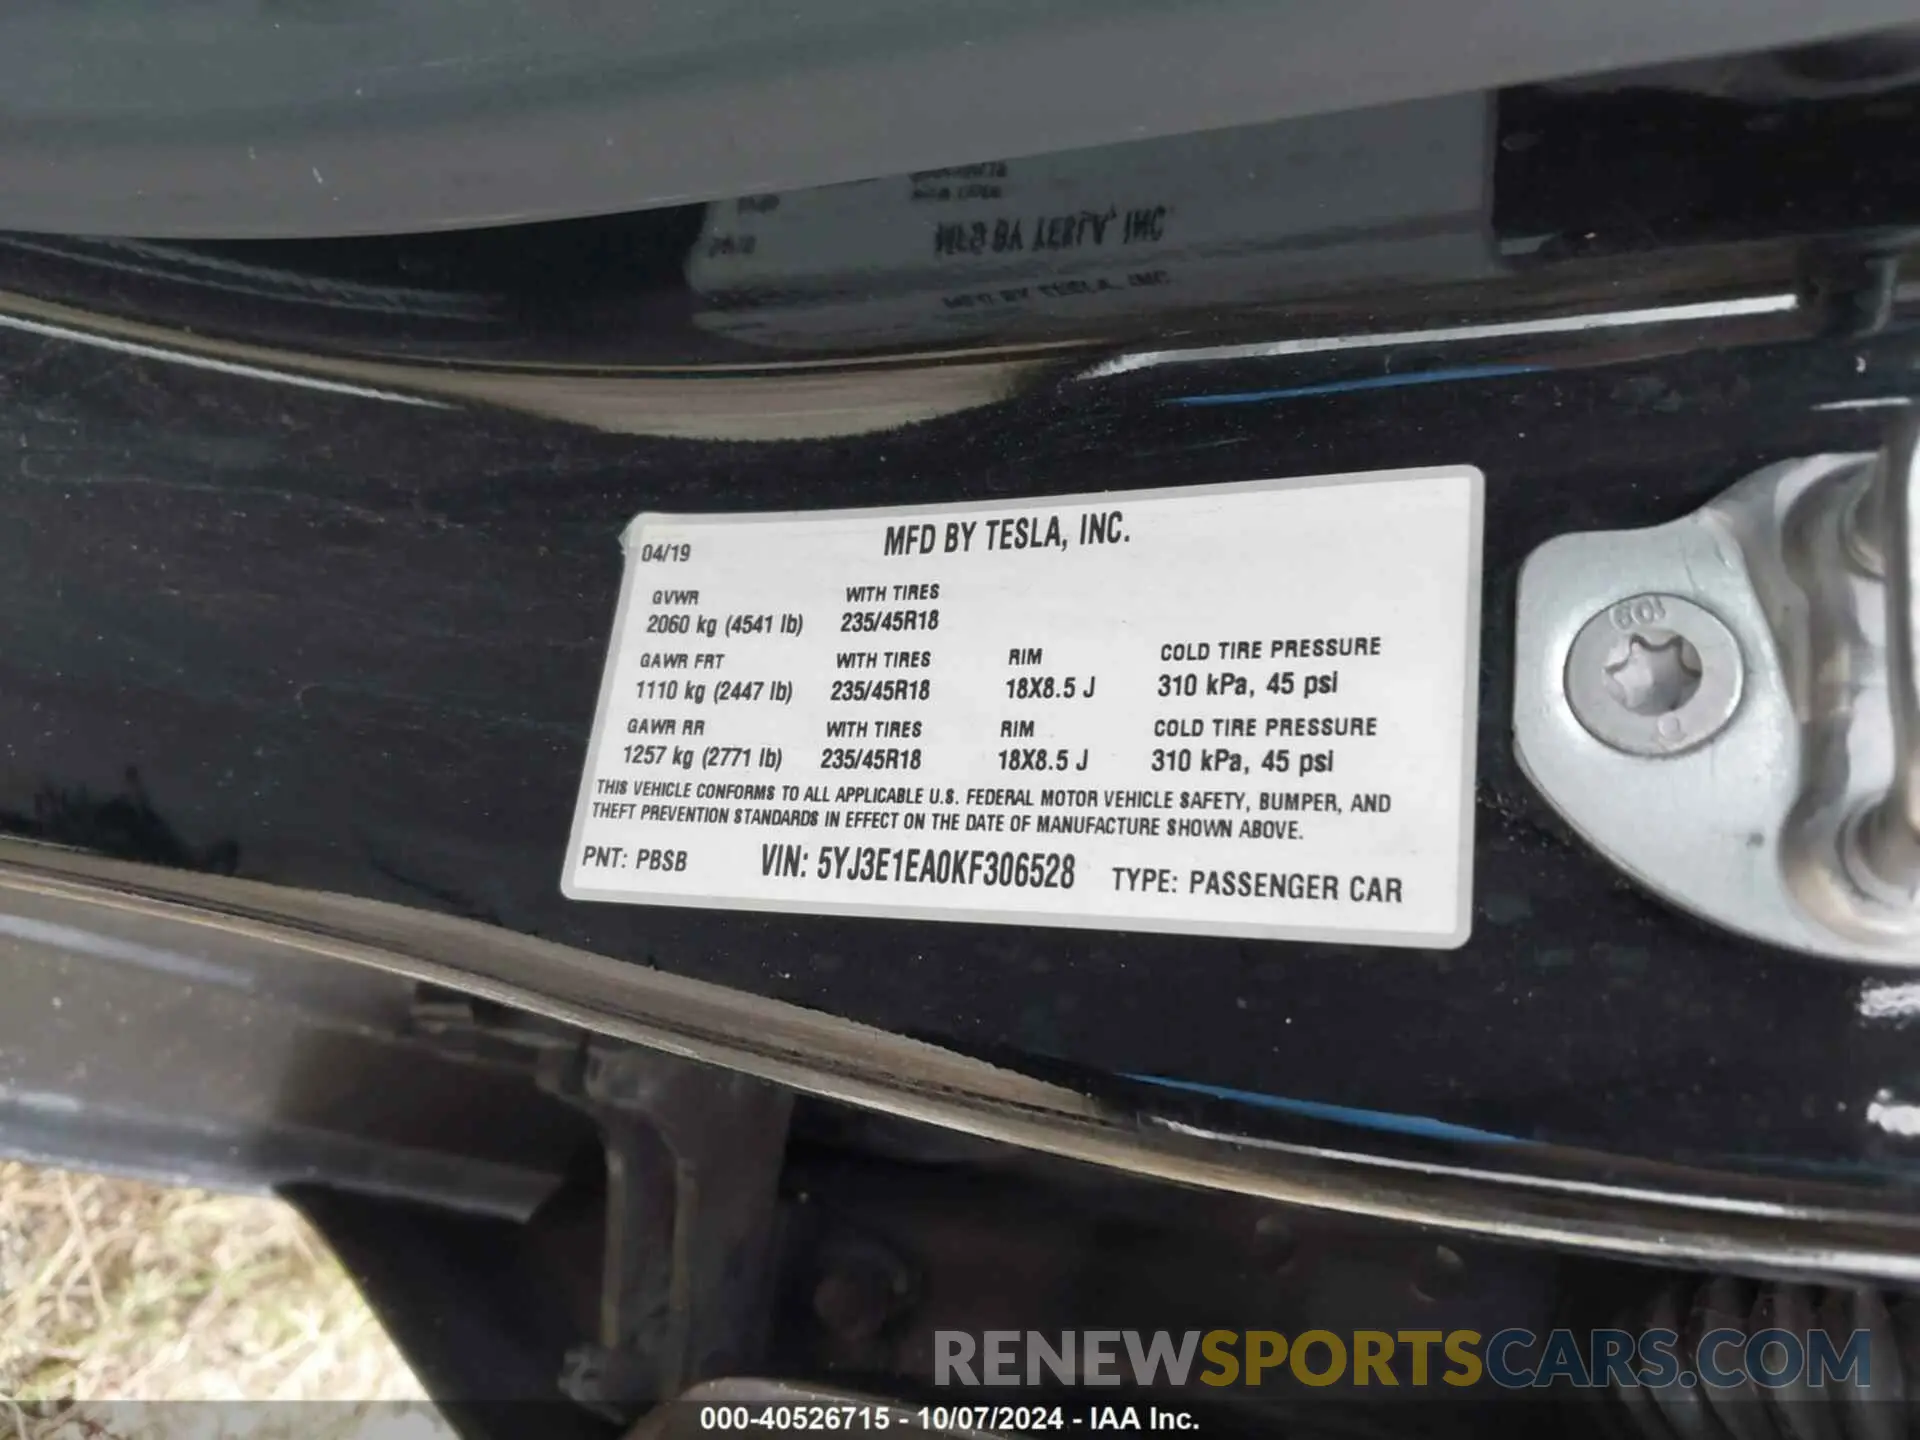 MFD BY TESLA, INC.
04/19 MFD BY TESLA, INC.
GVWR WITH TIRES
2060 kg (4541 lb) 235/45R18
GAWR FRT WITH TIRES RIM COLD TIRE PRESSURE
1110 kg (2447 lb) 235/45R18 18X8.5 J 310 kPa, 45 psi
GAWR RR WITH TIRES RIM COLD TIRE PRESSURE
1257 kg (2771 lb) 235/45R18 18X8.5 J 310 kPa, 45 psi
THIS VEHICLE CONFORMS TO ALL APPLICABLE U.S. FEDERAL MOTOR VEHICLE SAFETY, BUMPER, AND
THEFT PREVENTION STANDARDS IN EFFECT ON THE DATE OF MANUFACTURE SHOWN ABOVE.
PNT: PBSB VIN: 5YJ3E1EA0KF306528 TYPE: PASSENGER CAR
RENEWSPORTSCARS.COM
000-40526715 - 10/07/2024 - IAA Inc.